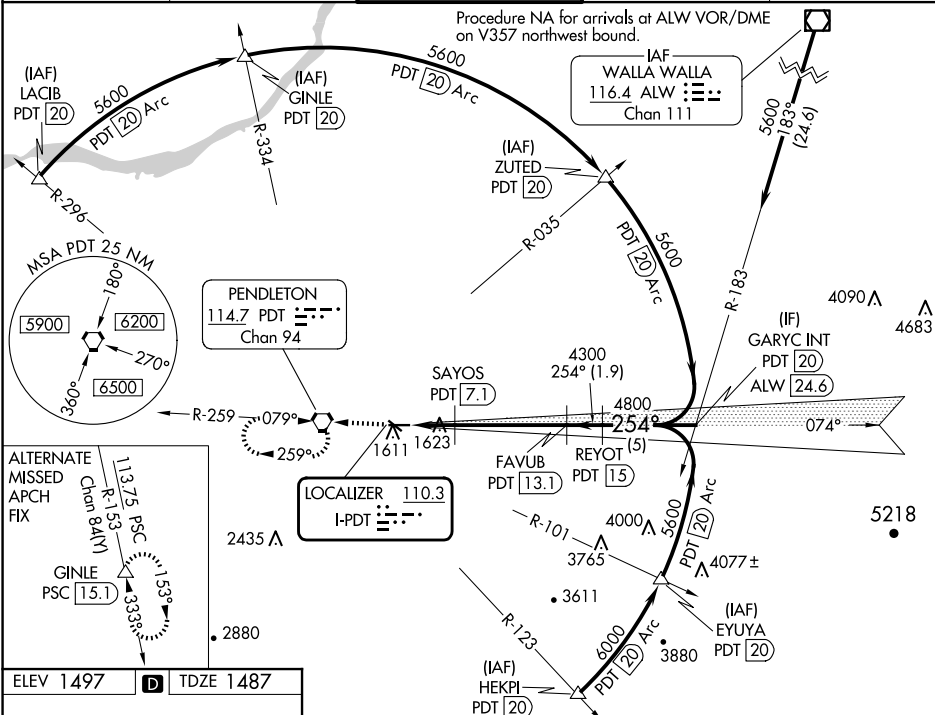 Procedure NA for arrivals at ALW VOR/DME
on V357 northwest bound.
IAF
WALLA WALLA
116.4 ALW
Chan 111
5600
183°
(24.6)
R-183
(IAF)
LACIB
PDT 20
5600
PDT 20 Arc
R-296
(IAF)
GINLE
PDT 20
R-334
5600
PDT 20 Arc
(IAF)
ZUTED
PDT 20
R-035
5600
PDT 20 Arc
MSA PDT 25 NM
180°
5900
6200
270°
6500
360°
PENDLETON
114.7 PDT
Chan 94
4090
4683
(IF)
GARYC INT
PDT 20
ALW 24.6
SAYOS
PDT 7.1
4300
254° (1.9)
4800
254°
(5)
074°
R-259
079°
259°
1611
1623
FAVUB
PDT 13.1
REYOT
PDT 15
LOCALIZER 110.3
I-PDT
ALTERNATE
MISSED
APCH
FIX
113.75 PSC
Chan 84(Y)
R-153
GINLE
PSC 15.1
153°
333°
2435
2880
R-101
4000
3765
4077±
5218
3611
3880
5600
PDT 20 Arc
(IAF)
EYUYA
PDT 20
R-123
6000
PDT 20 Arc
(IAF)
HEKPI
PDT 20
ELEV 1497 D TDZE 1487